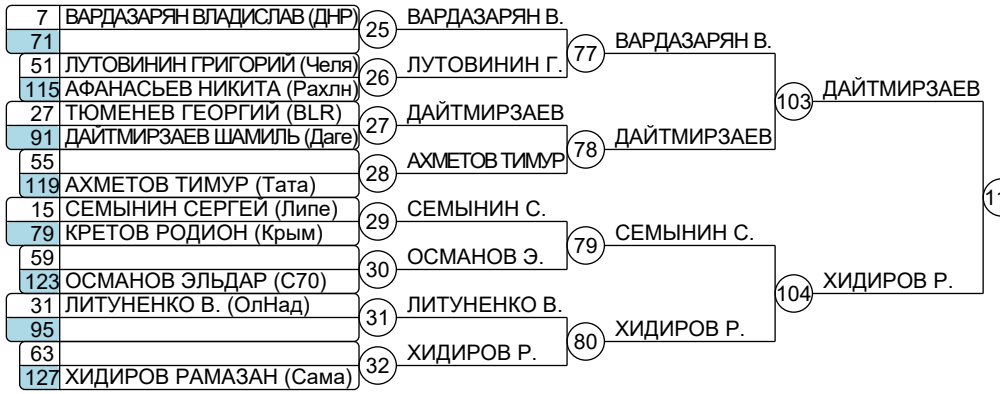 7 ВАРДАЗАРЯН ВЛАДИСЛАВ (ДНР)
71
51 ЛУТОВИНИН ГРИГОРИЙ (Челя)
115 АФАНАСЬЕВ НИКИТА (Рахлн)
27 ТЮМЕНЕВ ГЕОРГИЙ (BLR)
91 ДАЙТМИРЗАЕВ ШАМИЛЬ (Даге)
55
119 АХМЕТОВ ТИМУР (Тата)
15 СЕМЫНИН СЕРГЕЙ (Липе)
79 КРЕТОВ РОДИОН (Крым)
59
123 ОСМАНОВ ЭЛЬДАР (С70)
31 ЛИТУНЕНКО В. (ОлНад)
95
63
127 ХИДИРОВ РАМАЗАН (Сама)
25 ВАРДАЗАРЯН В.
26 ЛУТОВИНИН Г.
27 ДАЙТМИРЗАЕВ
28 АХМЕТОВ ТИМУР
29 СЕМЫНИН С.
30 ОСМАНОВ Э.
31 ЛИТУНЕНКО В.
32 ХИДИРОВ Р.
77 ВАРДАЗАРЯН В.
78 ДАЙТМИРЗАЕВ
79 СЕМЫНИН С.
80 ХИДИРОВ Р.
103 ДАЙТМИРЗАЕВ
104 ХИДИРОВ Р.